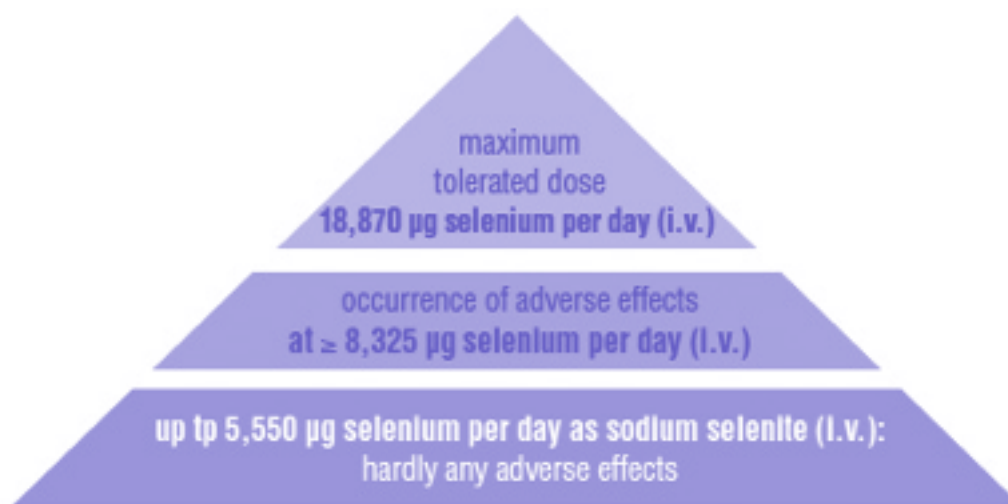 maximum
tolerated dose
18,870 µg selenium per day (i.v.)
occurrence of adverse effects
at ≥ 8,325 µg selenium per day (i.v.)
up tp 5,550 µg selenium per day as sodium selenite (i.v.):
hardly any adverse effects